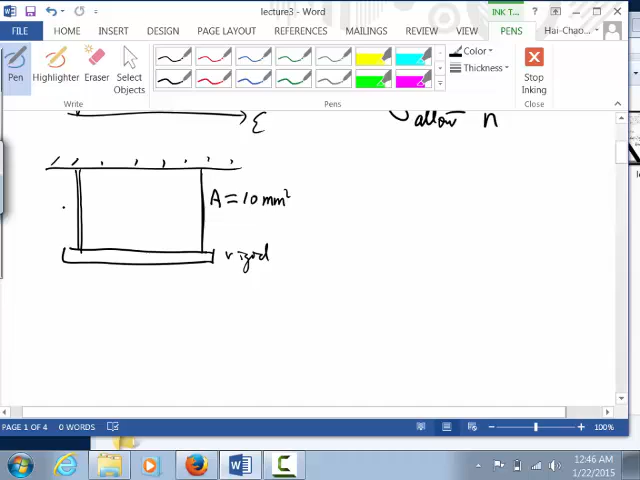 lecture3 - Word
INK T...
FILE HOME INSERT DESIGN PAGE LAYOUT REFERENCES MAILINGS REVIEW VIEW PENS Hai-Chao...
Pen Highlighter Eraser Select Objects
Color
Thickness
Stop Inking
Write Pens Close
ε
σallow n
A = 10 mm²
rigid
PAGE 1 OF 4 0 WORDS 100%
12:46 AM
1/22/2015